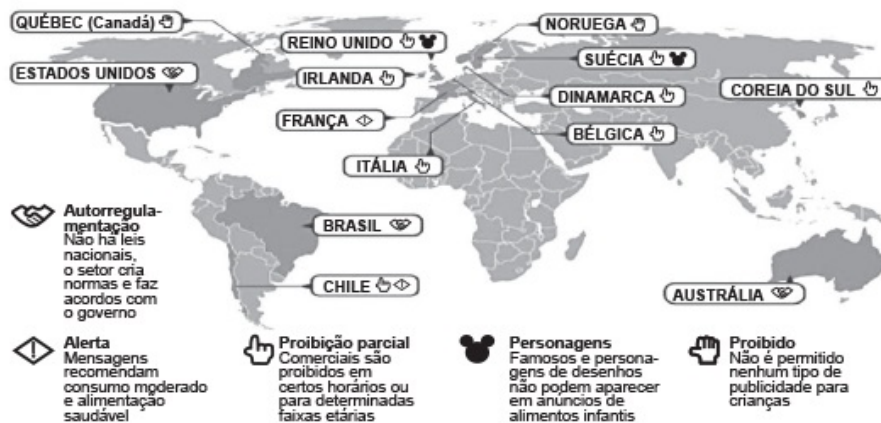 QUÉBEC (Canadá)
NORUEGA
REINO UNIDO
SUÉCIA
ESTADOS UNIDOS
IRLANDA
DINAMARCA
COREIA DO SUL
FRANÇA
BÉLGICA
ITÁLIA
BRASIL
CHILE
AUSTRÁLIA
Autorregula-
mentação
Não há leis
nacionais,
o setor cria
normas e faz
acordos com
o governo
Alerta
Mensagens
recomendam
consumo moderado
e alimentação
saudável
Proibição parcial
Comerciais são
proibidos em
certos horários ou
para determinadas
faixas etárias
Personagens
Famosos e persona-
gens de desenhos
não podem aparecer
em anúncios de
alimentos infantis
Proibido
Não é permitido
nenhum tipo de
publicidade para
crianças